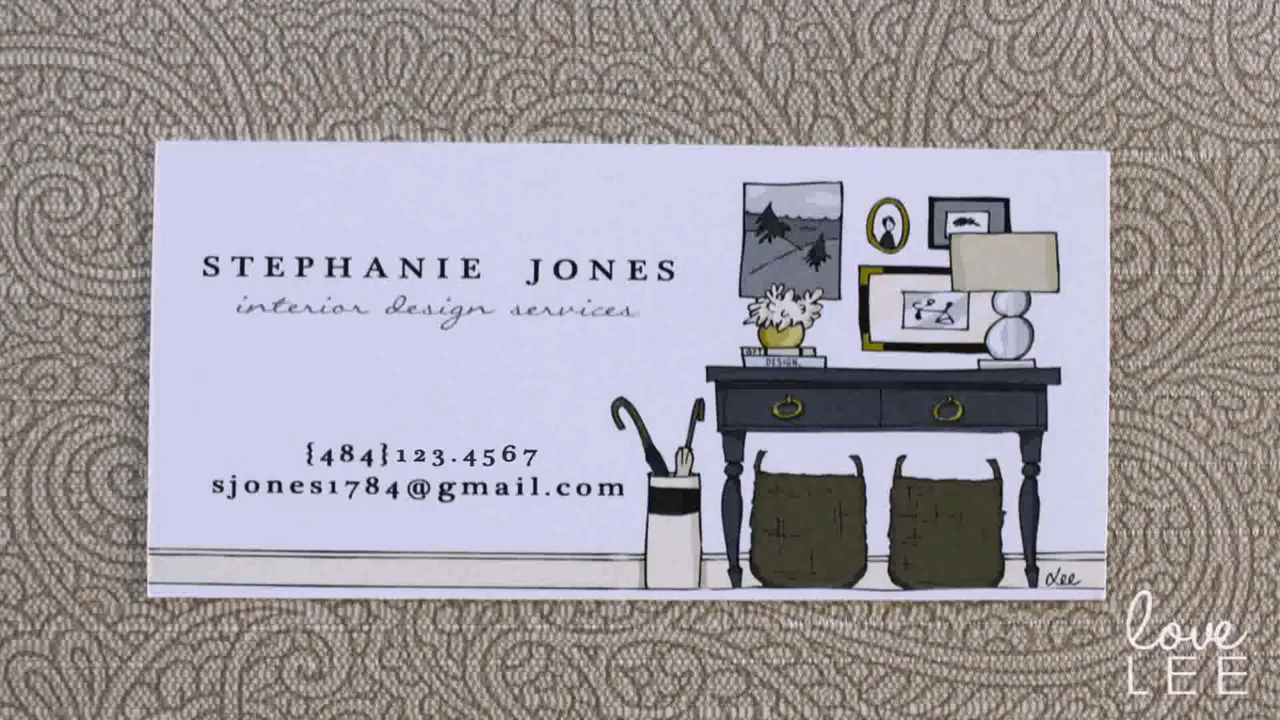 STEPHANIE JONES
interior design services
DESIGN.
{484}123.4567
sjones1784@gmail.com
Lee
love
LEE